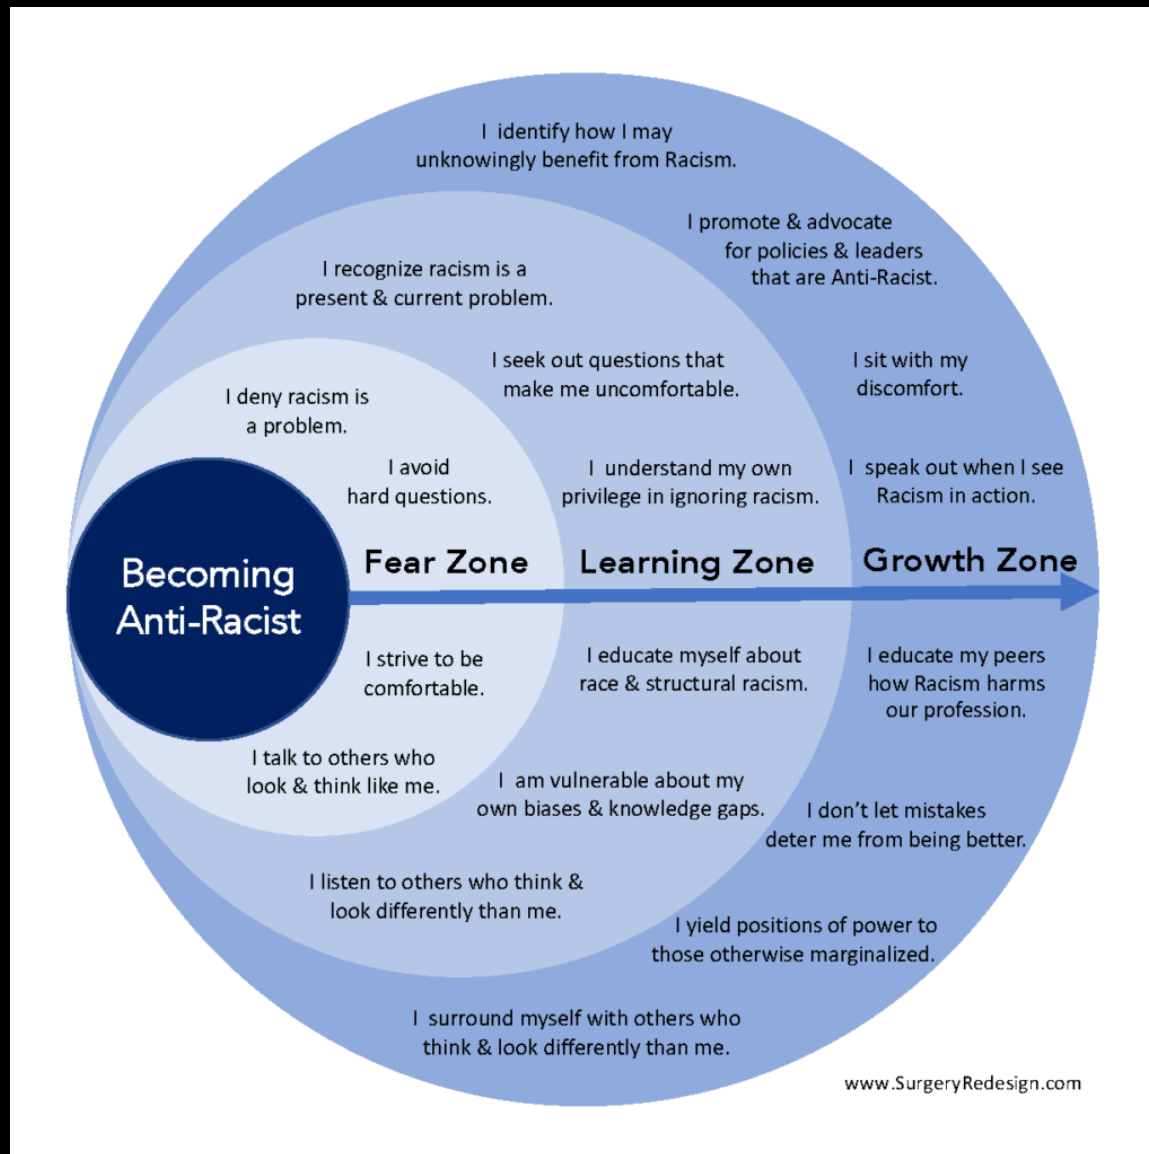 I identify how I may
unknowingly benefit from Racism.
I promote & advocate
for policies & leaders
that are Anti-Racist.
I recognize racism is a
present & current problem.
I seek out questions that
make me uncomfortable.
I sit with my
discomfort.
I deny racism is
a problem.
I avoid
hard questions.
I understand my own
privilege in ignoring racism.
I speak out when I see
Racism in action.
Becoming
Anti-Racist
Fear Zone
Learning Zone
Growth Zone
I strive to be
comfortable.
I educate myself about
race & structural racism.
I educate my peers
how Racism harms
our profession.
I talk to others who
look & think like me.
I am vulnerable about my
own biases & knowledge gaps.
I don't let mistakes
deter me from being better.
I listen to others who think &
look differently than me.
I yield positions of power to
those otherwise marginalized.
I surround myself with others who
think & look differently than me.
www.SurgeryRedesign.com